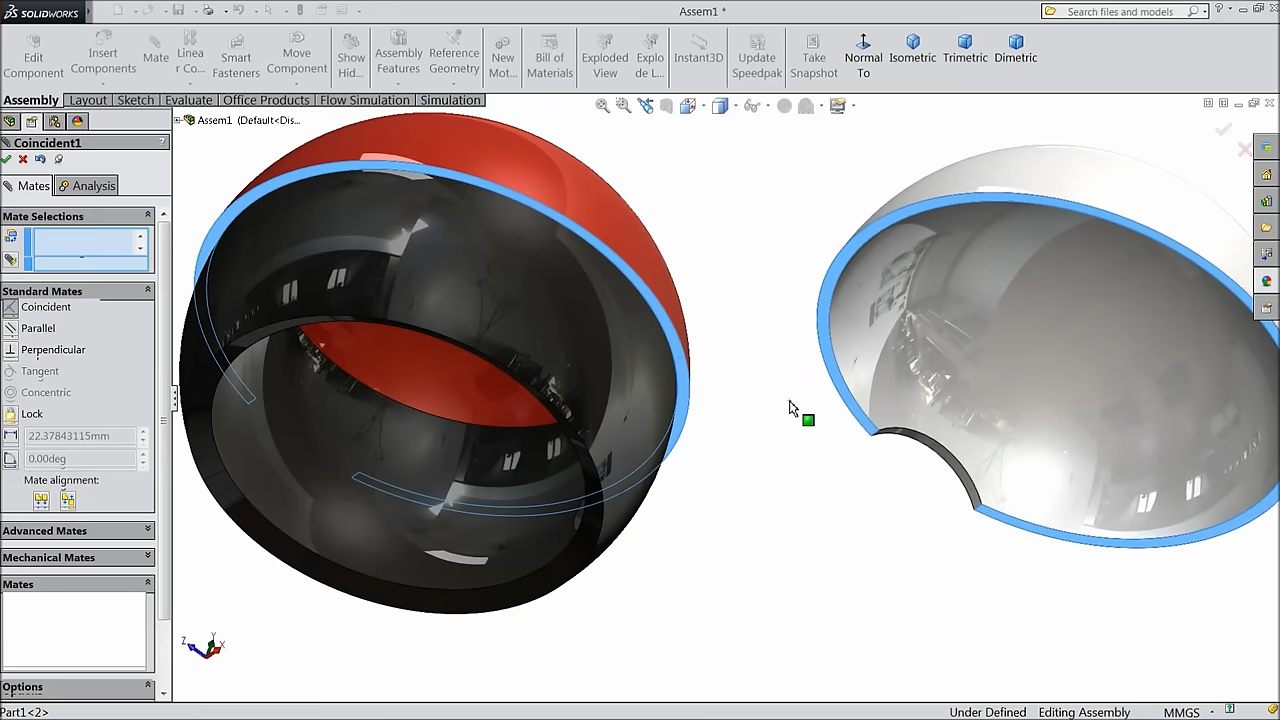 SOLIDWORKS
Assem1 *
Search files and models
Edit Component
Insert Components
Mate
Linea r Co...
Smart Fasteners
Move Component
Show Hid...
Assembly Features
Reference Geometry
New Mot...
Bill of Materials
Exploded View
Explo de L...
Instant3D
Update Speedpak
Take Snapshot
Normal To
Isometric
Trimetric
Dimetric
Assembly
Layout
Sketch
Evaluate
Office Products
Flow Simulation
Simulation
Assem1 (Default<Dis...
Coincident1
?
Mates
Analysis
Mate Selections
Standard Mates
Coincident
Parallel
Perpendicular
Tangent
Concentric
Lock
22.37843115mm
0.00deg
Mate alignment:
Advanced Mates
Mechanical Mates
Mates
Options
Z
Y
X
Part1<2>
Under Defined
Editing Assembly
MMGS